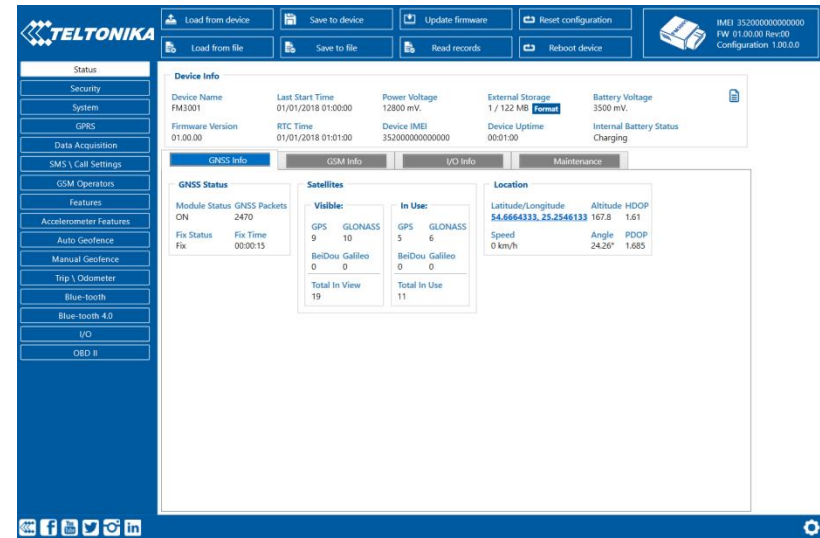 TELTONIKA
Load from device
Save to device
Update firmware
Reset configuration
Load from file
Save to file
Read records
Reboot device
IMEI 352000000000000
FW 01.00.00 Rev:00
Configuration 1.00.0.0
Status
Security
System
GPRS
Data Acquisition
SMS \ Call Settings
GSM Operators
Features
Accelerometer Features
Auto Geofence
Manual Geofence
Trip \ Odometer
Blue-tooth
Blue-tooth 4.0
I/O
OBD II
Device Info
Device Name Last Start Time Power Voltage External Storage Battery Voltage
FM3001 01/01/2018 01:00:00 12800 mV. 1 / 122 MB Format 3500 mV.
Firmware Version RTC Time Device IMEI Device Uptime Internal Battery Status
01.00.00 01/01/2018 01:01:00 352000000000000 00:01:00 Charging
GNSS Info GSM Info I/O Info Maintenance
GNSS Status
Module Status GNSS Packets
ON 2470
Fix Status Fix Time
Fix 00:00:15
Satellites
Visible:
GPS GLONASS
9 10
BeiDou Galileo
0 0
Total In View
19
In Use:
GPS GLONASS
5 6
BeiDou Galileo
0 0
Total In Use
11
Location
Latitude/Longitude Altitude HDOP
54.6664333, 25.2546133 167.8 1.61
Speed Angle PDOP
0 km/h 24.26° 1.685